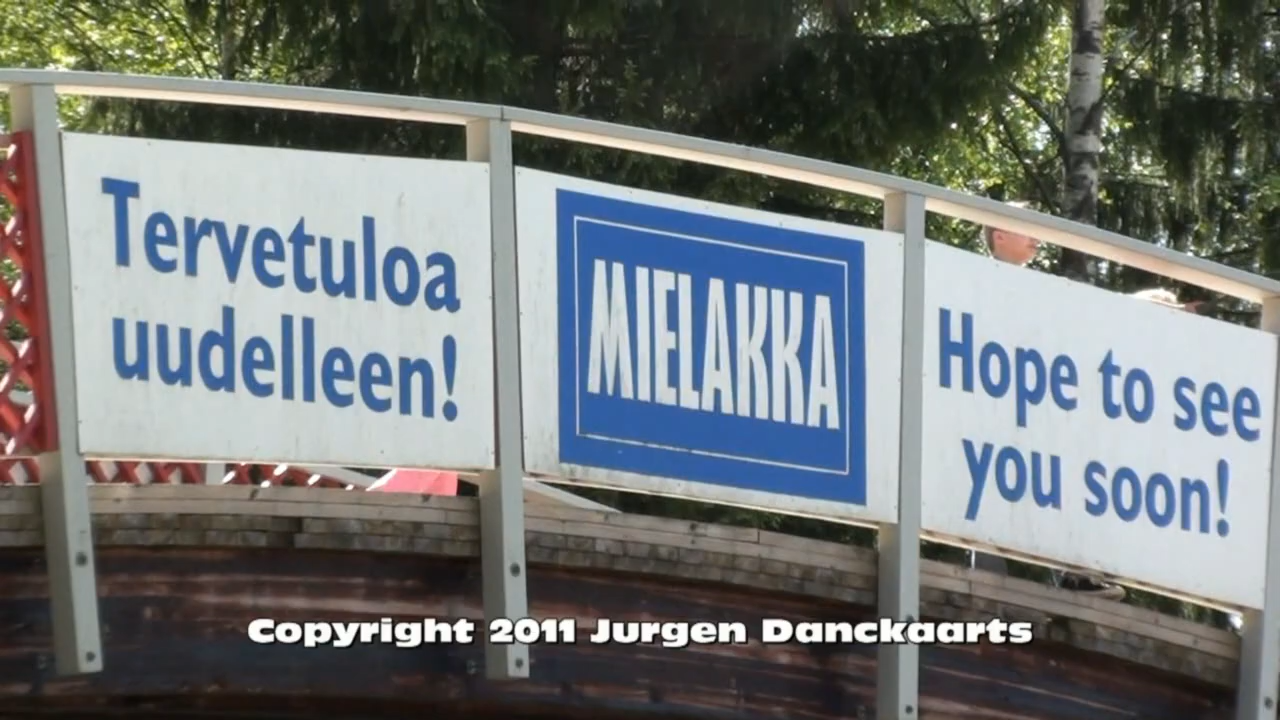 Tervetuloa
uudelleen!
MIELAKKA
Hope to see
you soon!
Copyright 2011 Jurgen Danckaarts